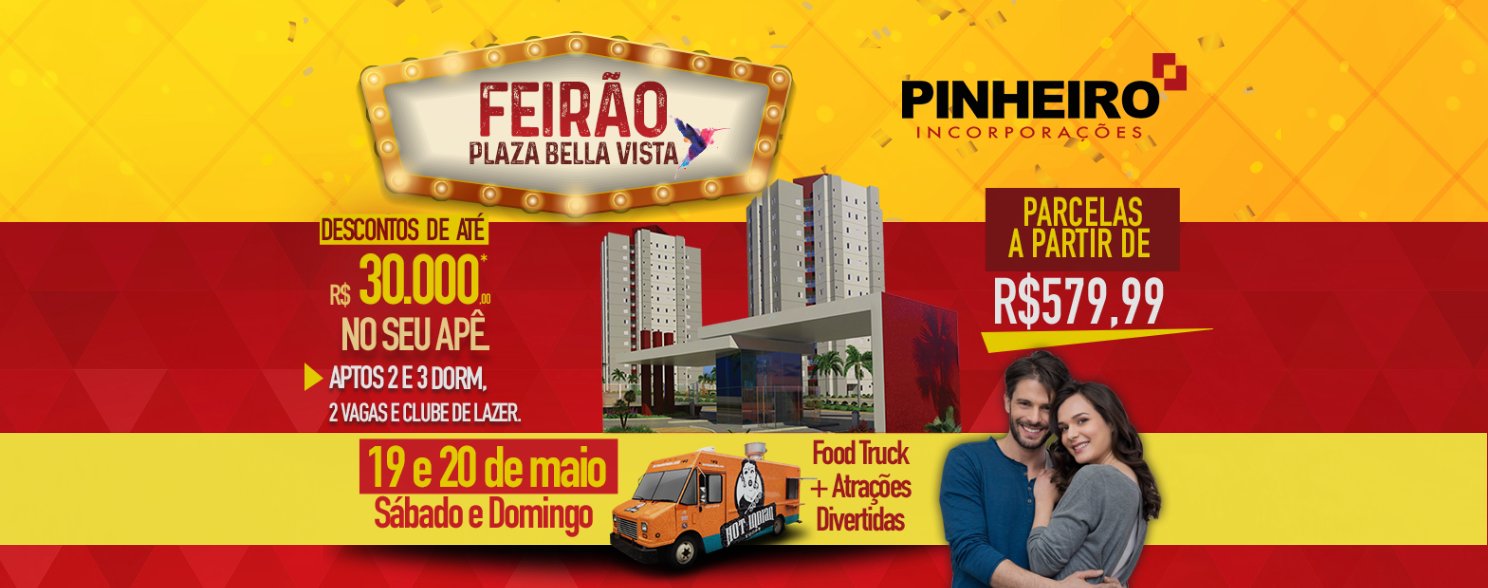 FEIRÃO
PLAZA BELLA VISTA
PINHEIRO
INCORPORAÇÕES
DESCONTOS DE ATÉ
R$ 30.000,00*
NO SEU APÊ.
APTOS 2 E 3 DORM,
2 VAGAS E CLUBE DE LAZER.
PARCELAS
A PARTIR DE
R$579,99
19 e 20 de maio
Sábado e Domingo
HOT INDIAN
Food Truck
+ Atrações
Divertidas